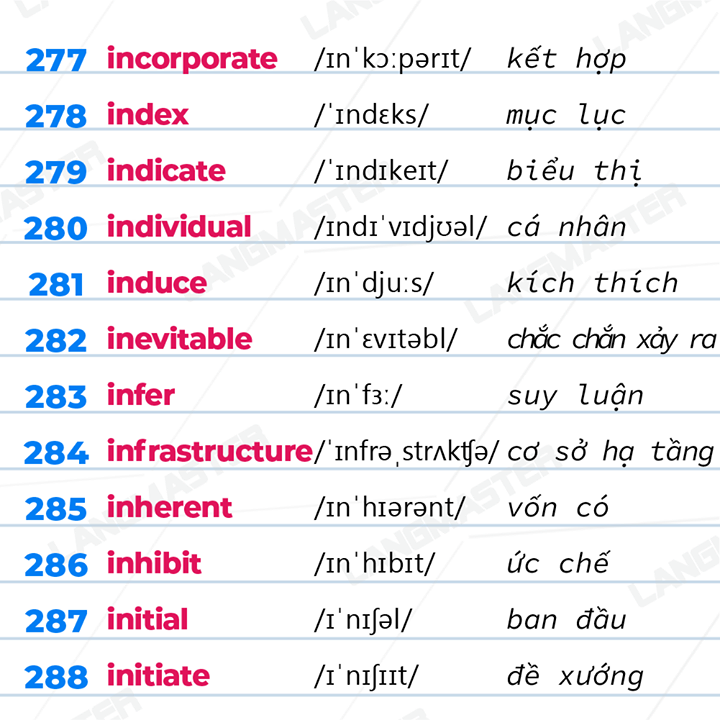 277 incorporate /ɪnˈkɔːpərɪt/ kết hợp
278 index /ˈɪndɛks/ mục lục
279 indicate /ˈɪndɪkeɪt/ biểu thị
280 individual /ɪndɪˈvɪdjʊəl/ cá nhân
281 induce /ɪnˈdjuːs/ kích thích
282 inevitable /ɪnˈɛvɪtəbl/ chắc chắn xảy ra
283 infer /ɪnˈfɜː/ suy luận
284 infrastructure /ˈɪnfrəˌstrʌkʧə/ cơ sở hạ tầng
285 inherent /ɪnˈhɪərənt/ vốn có
286 inhibit /ɪnˈhɪbɪt/ ức chế
287 initial /ɪˈnɪʃəl/ ban đầu
288 initiate /ɪˈnɪʃɪɪt/ đề xướng
LANGMASTER